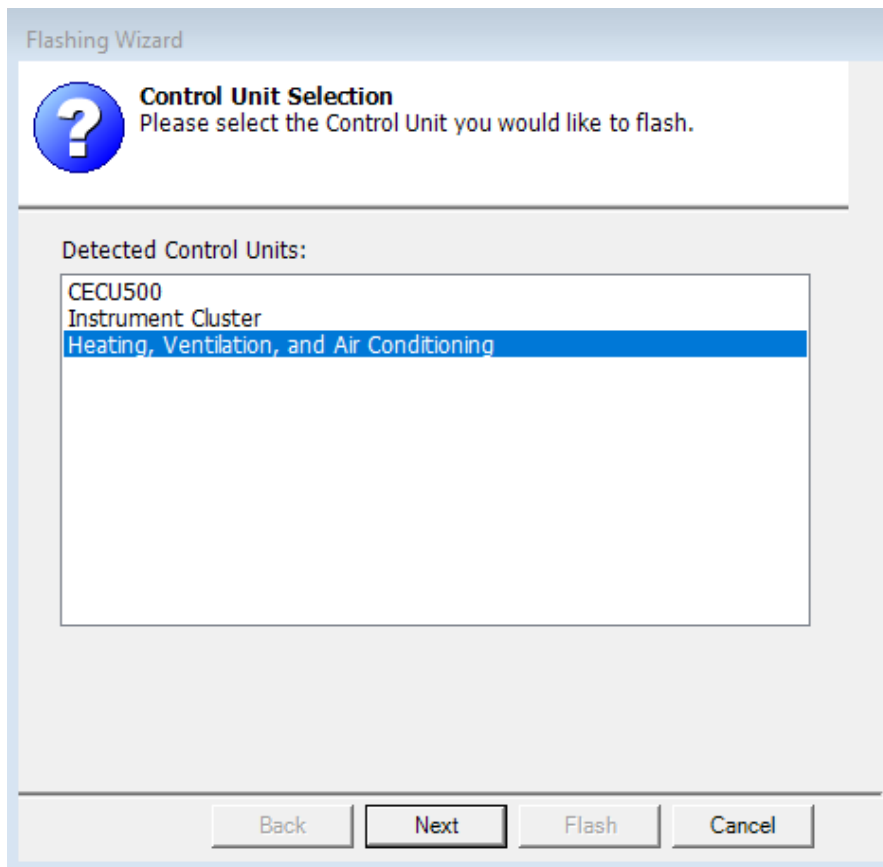 Flashing Wizard
Control Unit Selection
Please select the Control Unit you would like to flash.
Detected Control Units:
CECU500
Instrument Cluster
Heating, Ventilation, and Air Conditioning
Back
Next
Flash
Cancel